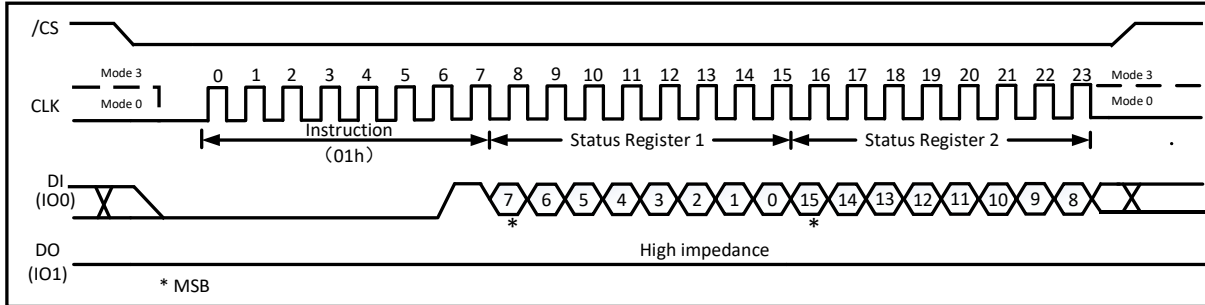 /CS
0 1 2 3 4 5 6 7 8 9 10 11 12 13 14 15 16 17 18 19 20 21 22 23
Mode 3 Mode 3
CLK Mode 0 Mode 0
Instruction Status Register 1 Status Register 2
（01h）
DI
(IO0)
7 6 5 4 3 2 1 0 15 14 13 12 11 10 9 8
* *
DO High impedance
(IO1)
* MSB